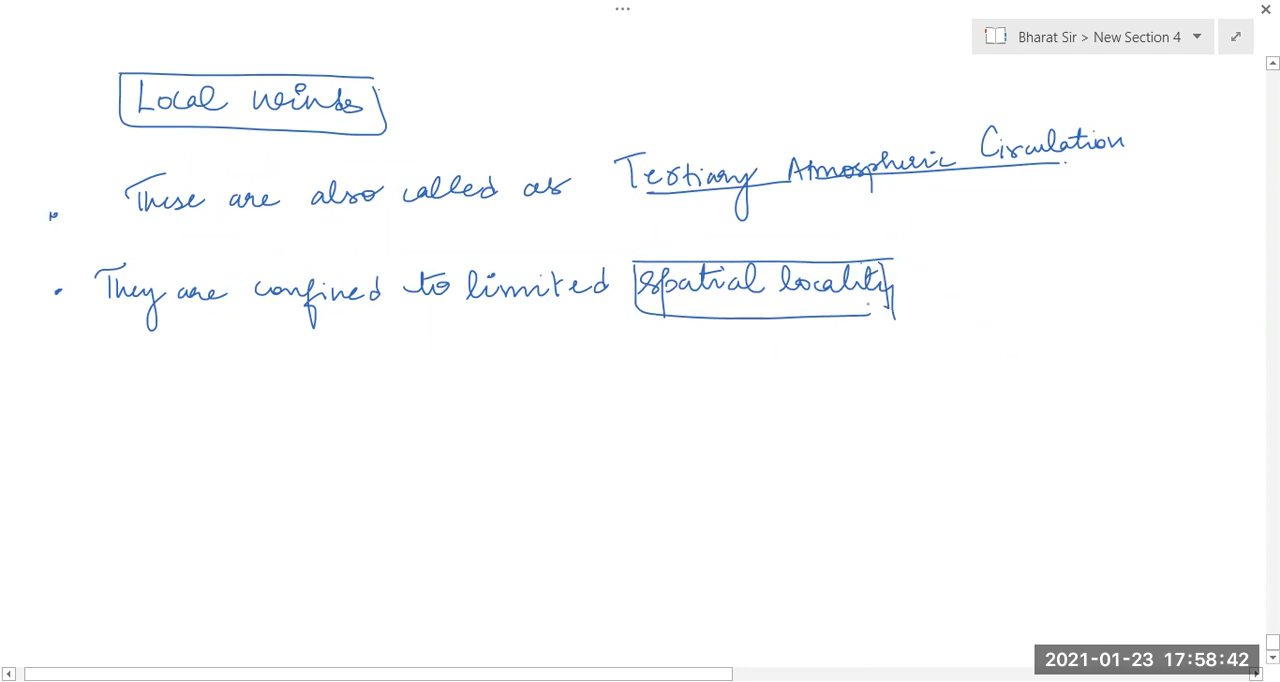 Bharat Sir > New Section 4
Local winds
These are also called as Tertiary Atmospheric Circulation
• They are confined to limited spatial locality
2021-01-23 17:58:42